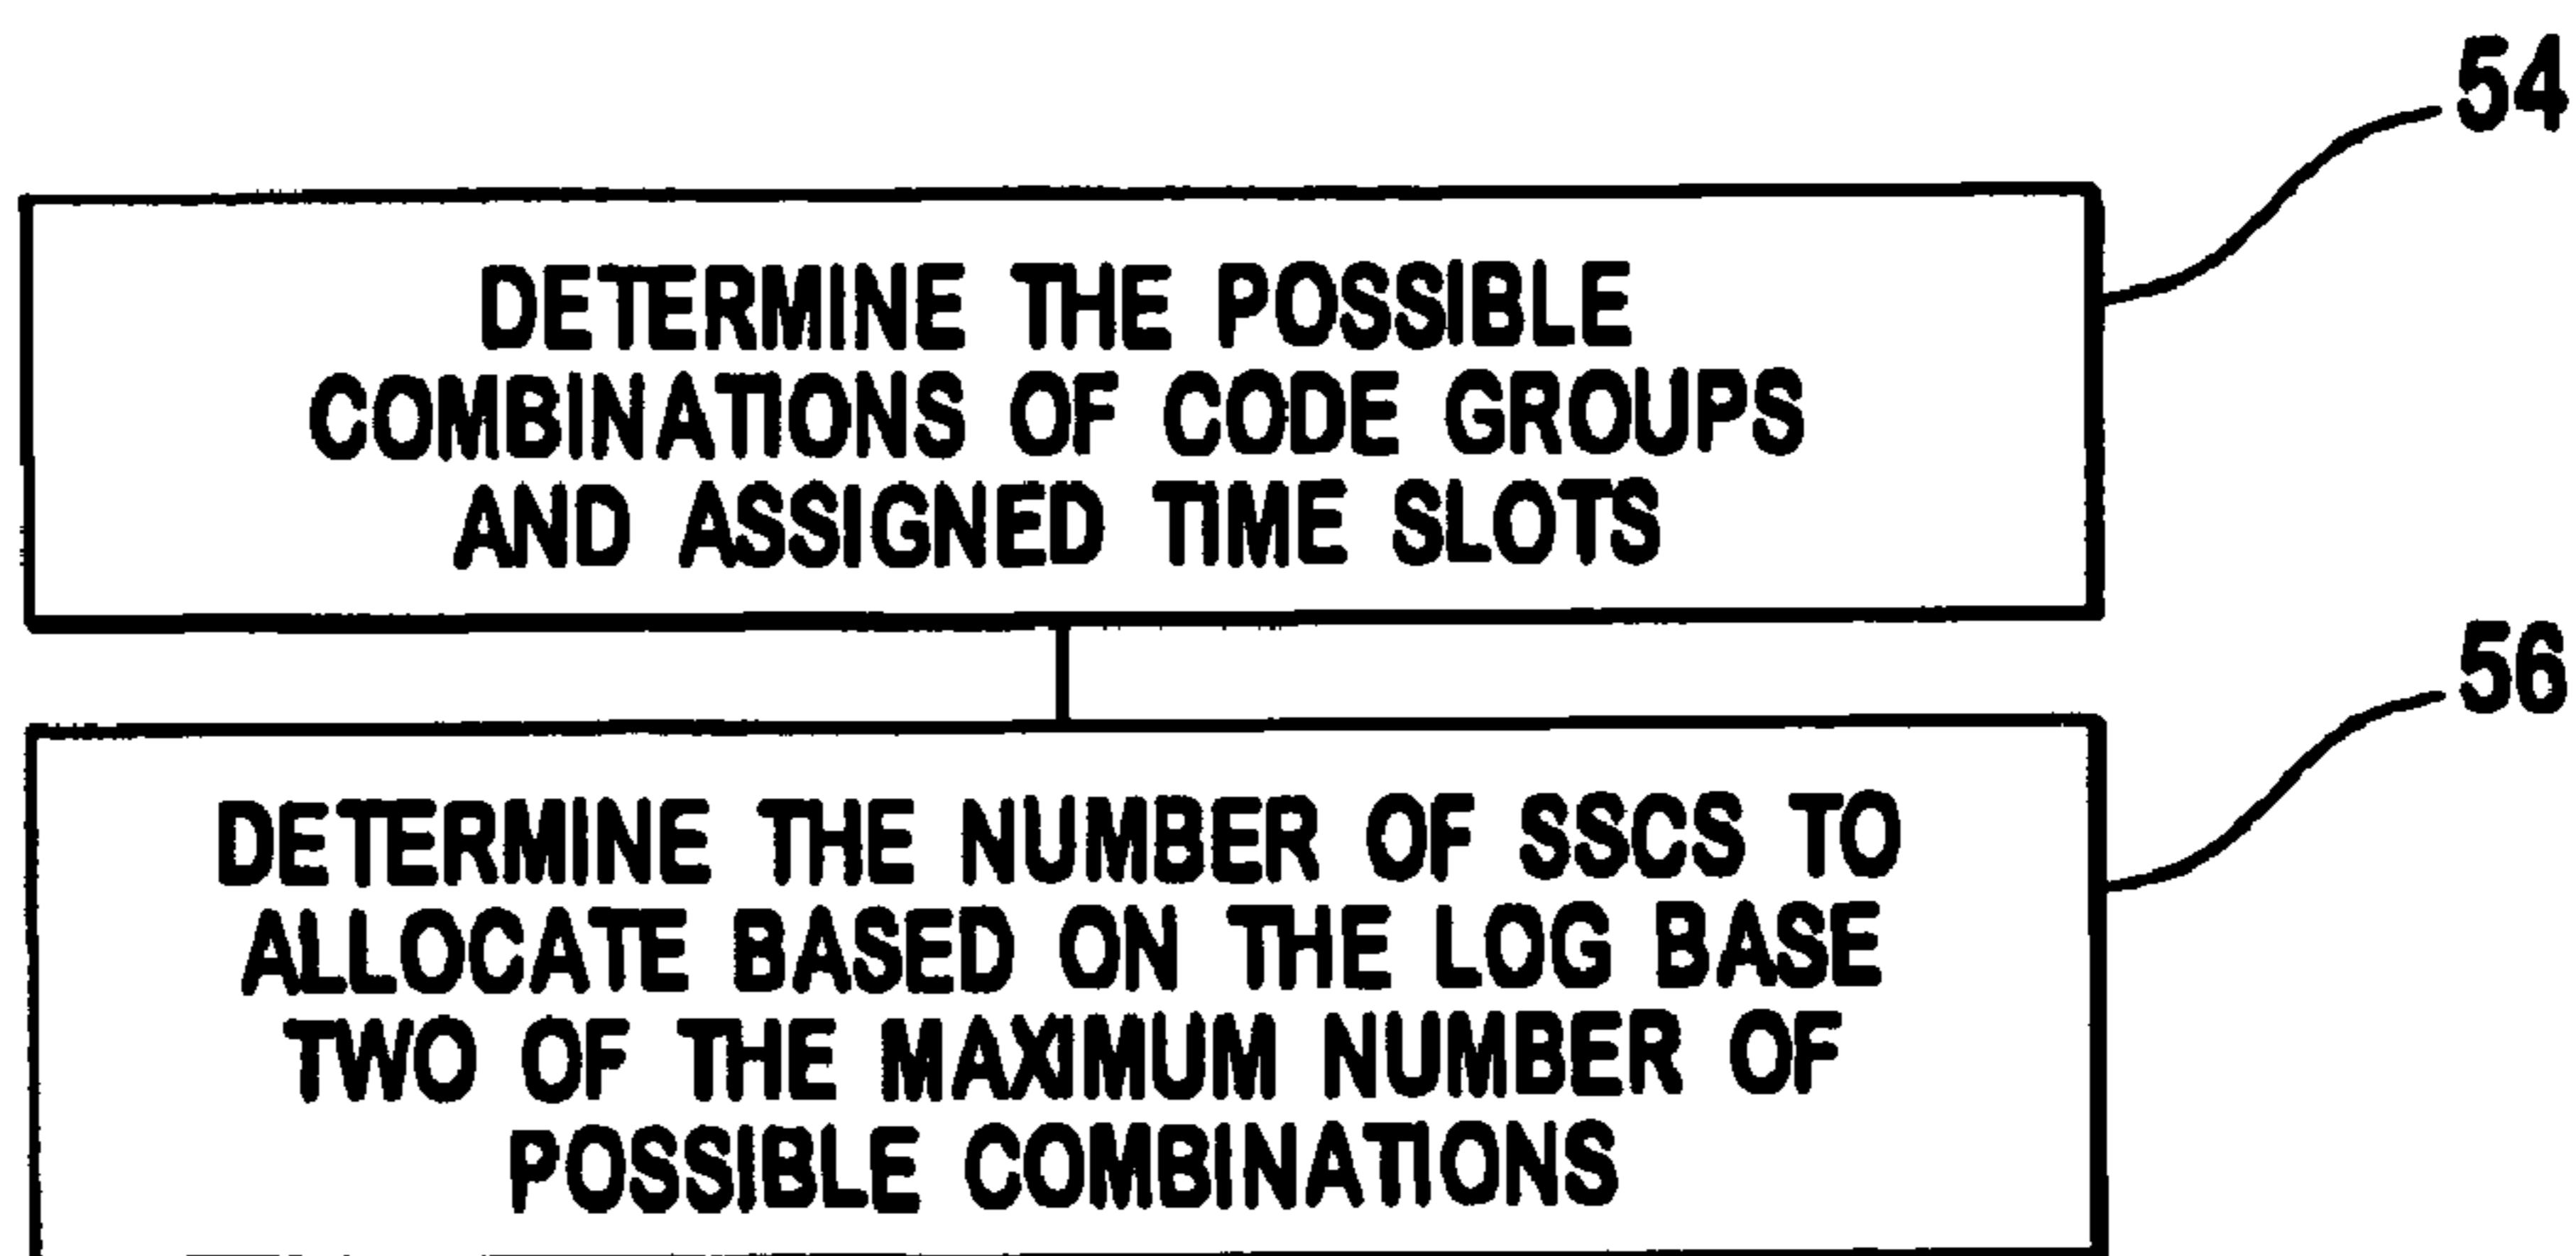 54
DETERMINE THE POSSIBLE
COMBINATIONS OF CODE GROUPS
AND ASSIGNED TIME SLOTS
56
DETERMINE THE NUMBER OF SSCS TO
ALLOCATE BASED ON THE LOG BASE
TWO OF THE MAXIMUM NUMBER OF
POSSIBLE COMBINATIONS